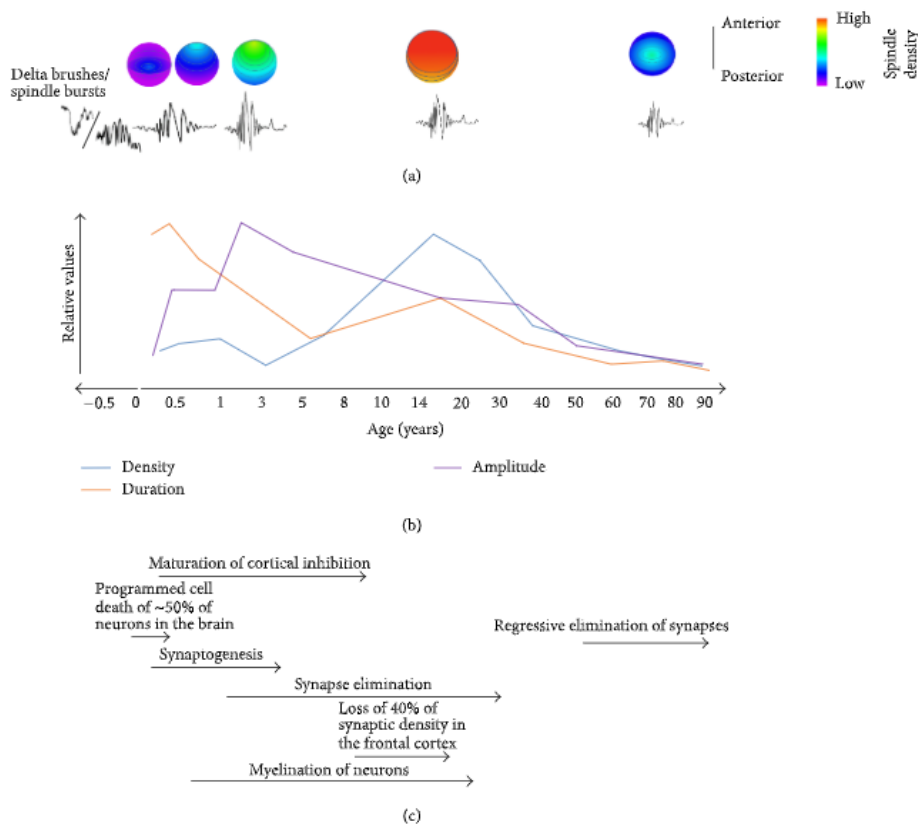 Anterior
High
Delta brushes/
spindle bursts
Posterior
Low
Spindle
density
(a)
Relative values
−0.5 0 0.5 1 3 5 8 10 14 20 30 40 50 60 70 80 90
Age (years)
Density
Amplitude
Duration
(b)
Maturation of cortical inhibition
Programmed cell
death of ~50% of
neurons in the brain
Regressive elimination of synapses
Synaptogenesis
Synapse elimination
Loss of 40% of
synaptic density in
the frontal cortex
Myelination of neurons
(c)